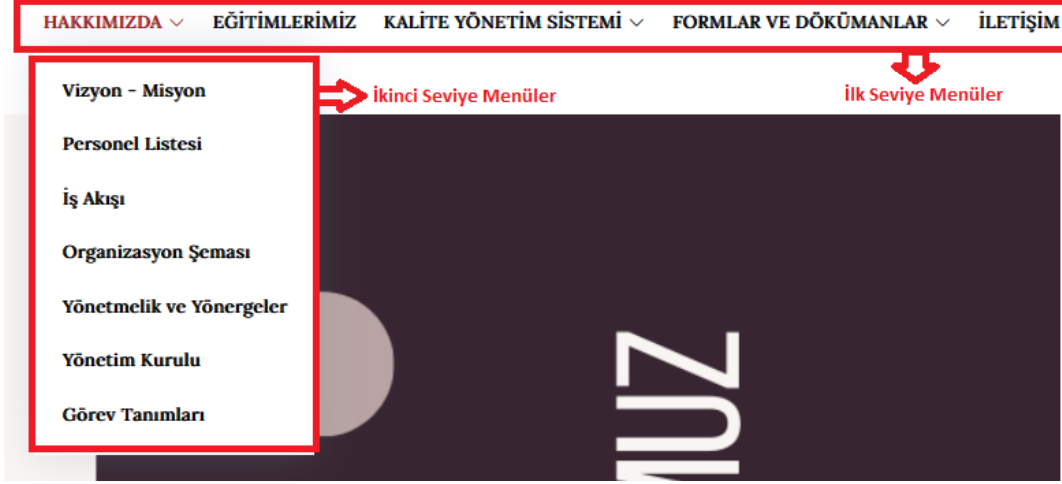 HAKKIMIZDA EĞİTİMLERİMİZ KALİTE YÖNETİM SİSTEMİ FORMLAR VE DÖKÜMANLAR İLETİŞİM
Vizyon - Misyon
İkinci Seviye Menüler
İlk Seviye Menüler
Personel Listesi
İş Akışı
Organizasyon Şeması
Yönetmelik ve Yönergeler
Yönetim Kurulu
Görev Tanımları
MUZ